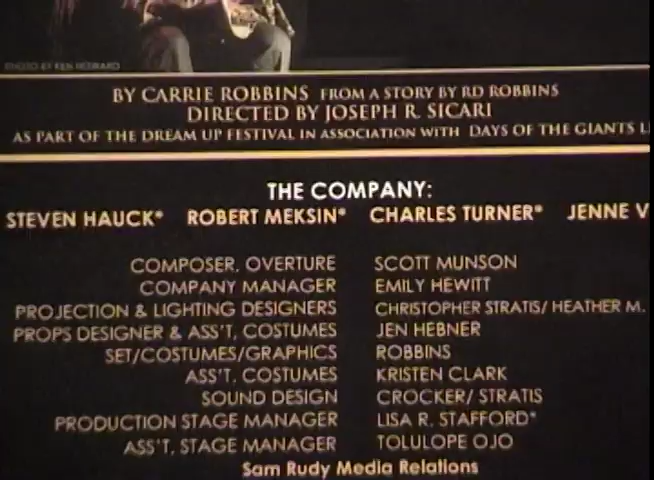 PHOTO BY KEN HOWARD
BY CARRIE ROBBINS FROM A STORY BY RD ROBBINS
DIRECTED BY JOSEPH R. SICARI
AS PART OF THE DREAM UP FESTIVAL IN ASSOCIATION WITH DAYS OF THE GIANTS L
THE COMPANY:
STEVEN HAUCK* ROBERT MEKSIN* CHARLES TURNER* JENNE V
COMPOSER, OVERTURE SCOTT MUNSON
COMPANY MANAGER EMILY HEWITT
PROJECTION & LIGHTING DESIGNERS CHRISTOPHER STRATIS/ HEATHER M.
PROPS DESIGNER & ASS'T, COSTUMES JEN HEBNER
SET/COSTUMES/GRAPHICS ROBBINS
ASS'T. COSTUMES KRISTEN CLARK
SOUND DESIGN CROCKER/ STRATIS
PRODUCTION STAGE MANAGER LISA R. STAFFORD*
ASS'T, STAGE MANAGER TOLULOPE OJO
Sam Rudy Media Relations